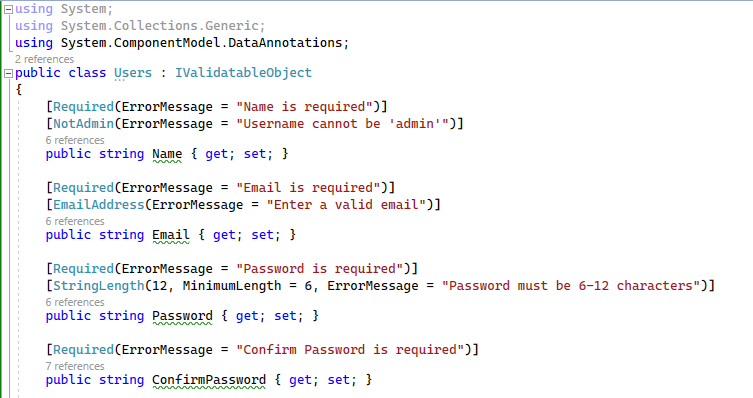 using System;
using System.Collections.Generic;
using System.ComponentModel.DataAnnotations;
2 references
public class Users : IValidatableObject
{
[Required(ErrorMessage = "Name is required")]
[NotAdmin(ErrorMessage = "Username cannot be 'admin'")]
6 references
public string Name { get; set; }
[Required(ErrorMessage = "Email is required")]
[EmailAddress(ErrorMessage = "Enter a valid email")]
6 references
public string Email { get; set; }
[Required(ErrorMessage = "Password is required")]
[StringLength(12, MinimumLength = 6, ErrorMessage = "Password must be 6-12 characters")]
6 references
public string Password { get; set; }
[Required(ErrorMessage = "Confirm Password is required")]
7 references
public string ConfirmPassword { get; set; }